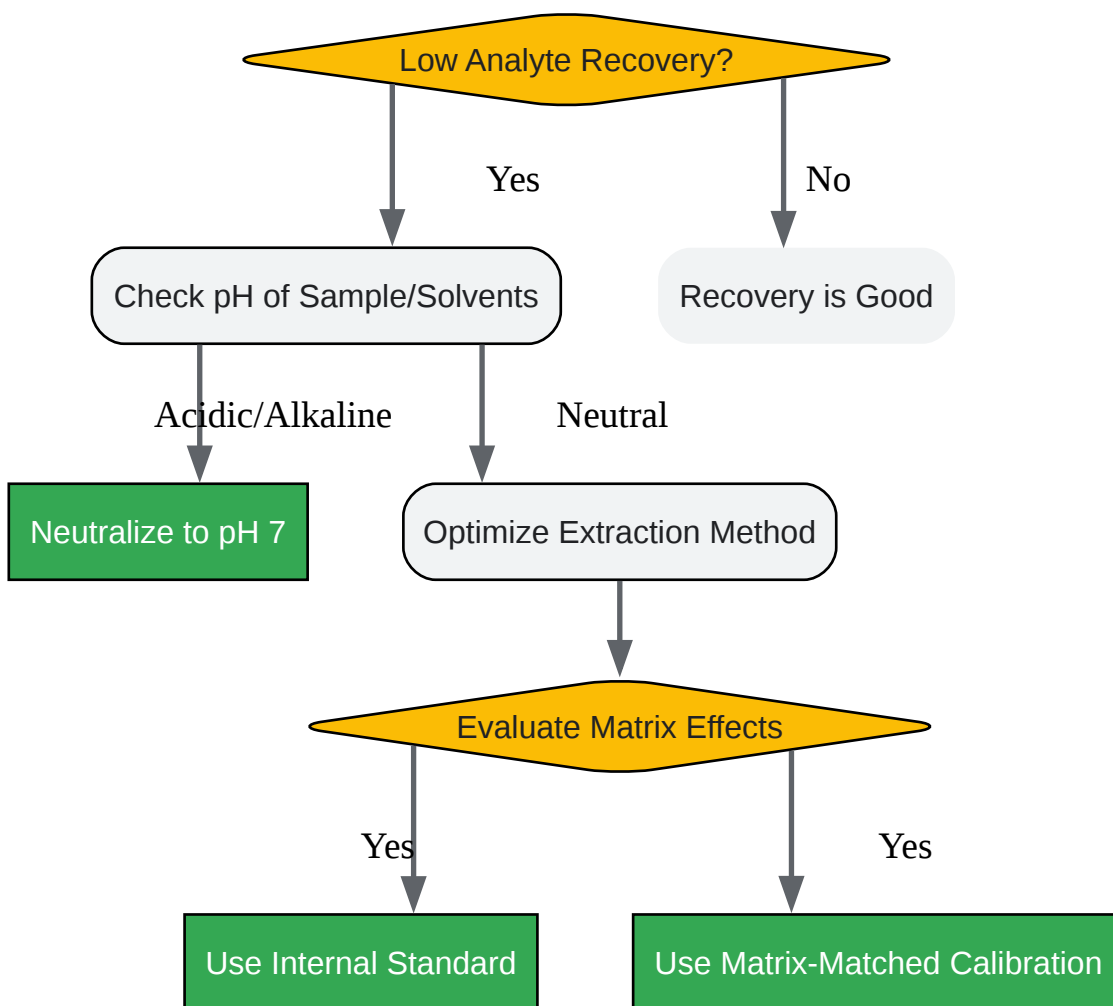 Low Analyte Recovery?
Yes
No
Check pH of Sample/Solvents
Recovery is Good
Acidic/Alkaline
Neutral
Neutralize to pH 7
Optimize Extraction Method
Evaluate Matrix Effects
Yes
Yes
Use Internal Standard
Use Matrix-Matched Calibration